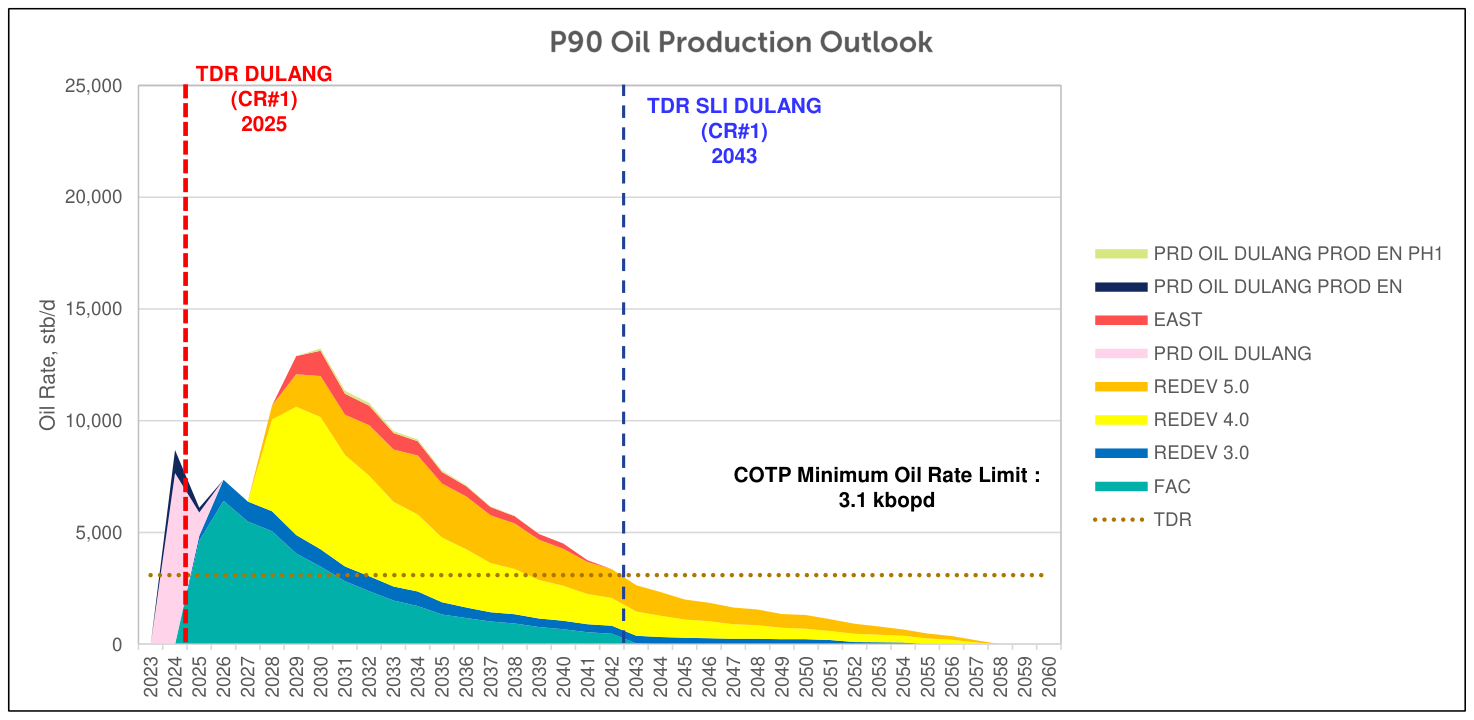 P90 Oil Production Outlook
TDR DULANG
(CR#1)
2025
TDR SLI DULANG
(CR#1)
2043
25,000
20,000
15,000
10,000
5,000
0
Oil Rate, stb/d
COTP Minimum Oil Rate Limit :
3.1 kbopd
2023
2024
2025
2026
2027
2028
2029
2030
2031
2032
2033
2034
2035
2036
2037
2038
2039
2040
2041
2042
2043
2044
2045
2046
2047
2048
2049
2050
2051
2052
2053
2054
2055
2056
2057
2058
2059
2060
PRD OIL DULANG PROD EN PH1
PRD OIL DULANG PROD EN
EAST
PRD OIL DULANG
REDEV 5.0
REDEV 4.0
REDEV 3.0
FAC
TDR